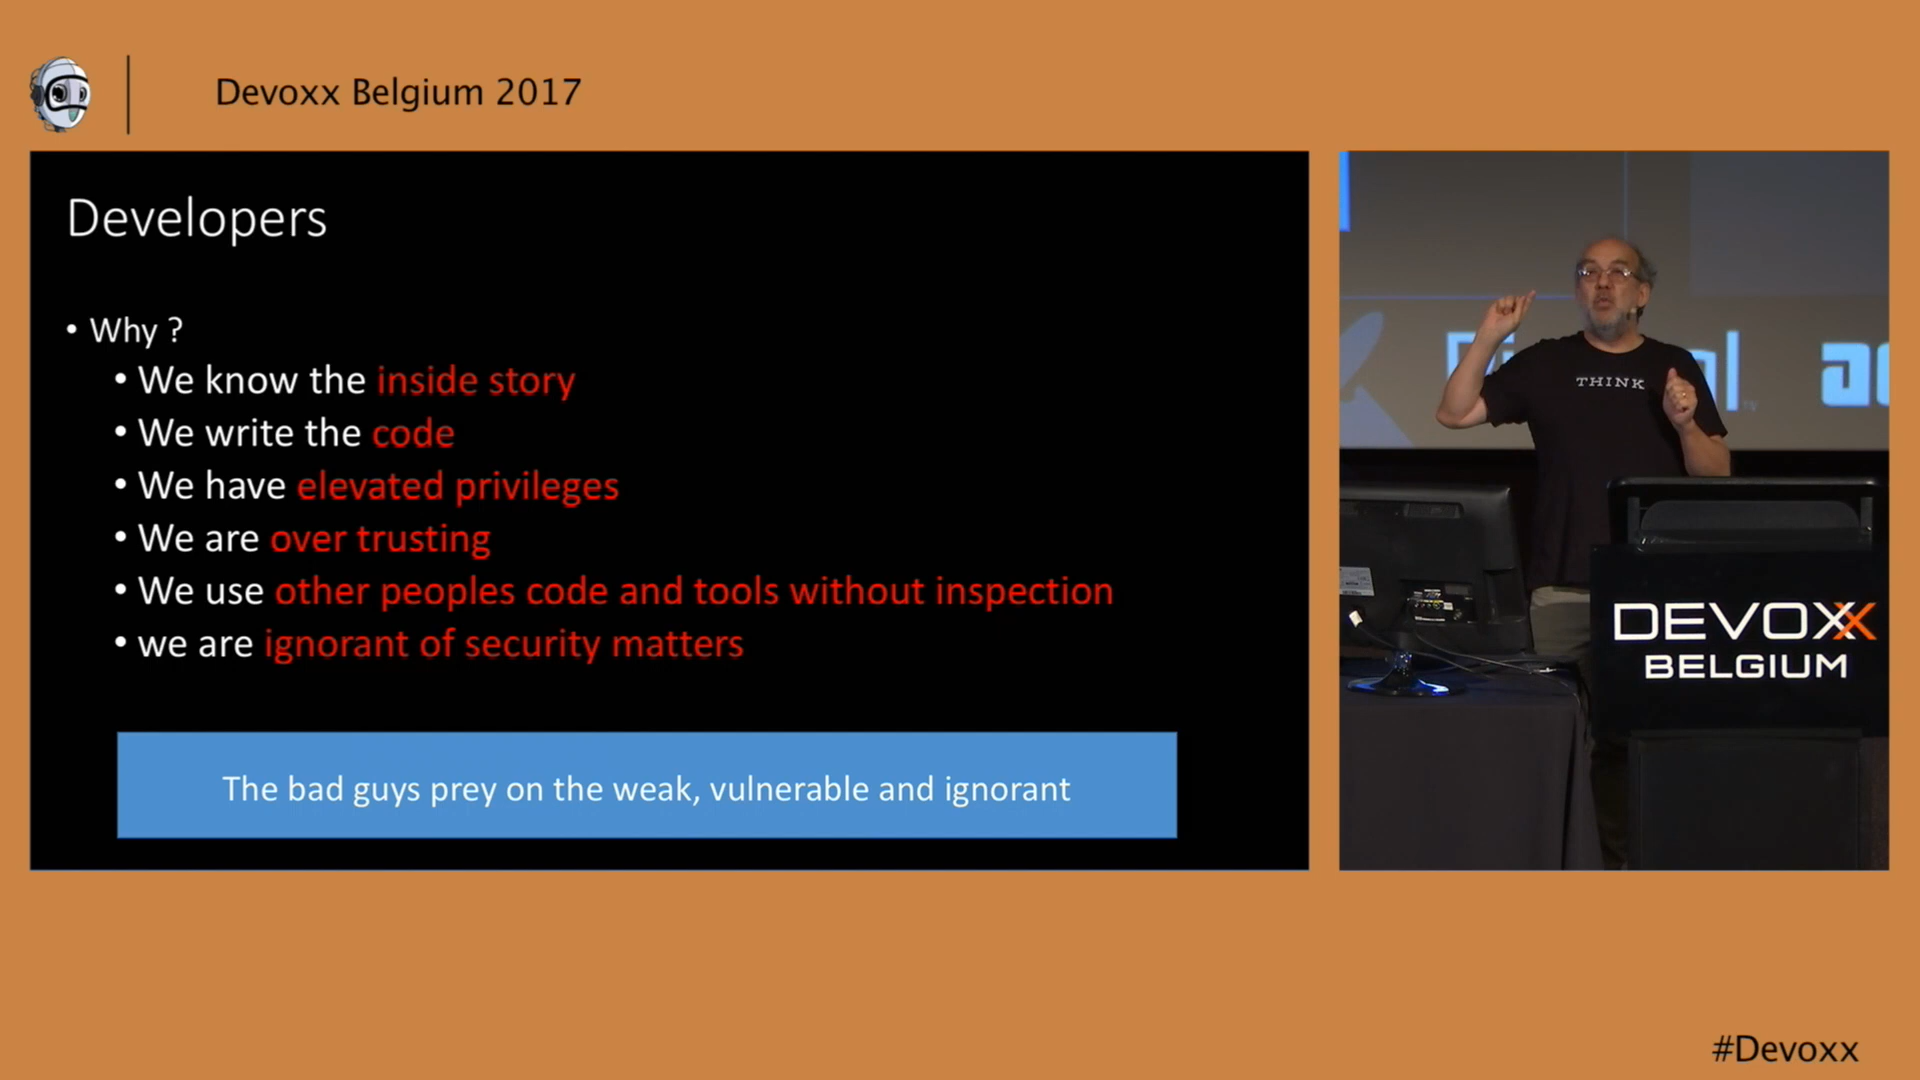 Devoxx Belgium 2017
Developers
• Why ?
• We know the inside story
• We write the code
• We have elevated privileges
• We are over trusting
• We use other peoples code and tools without inspection
• we are ignorant of security matters
The bad guys prey on the weak, vulnerable and ignorant
THINK
DEVOXX
BELGIUM
#Devoxx